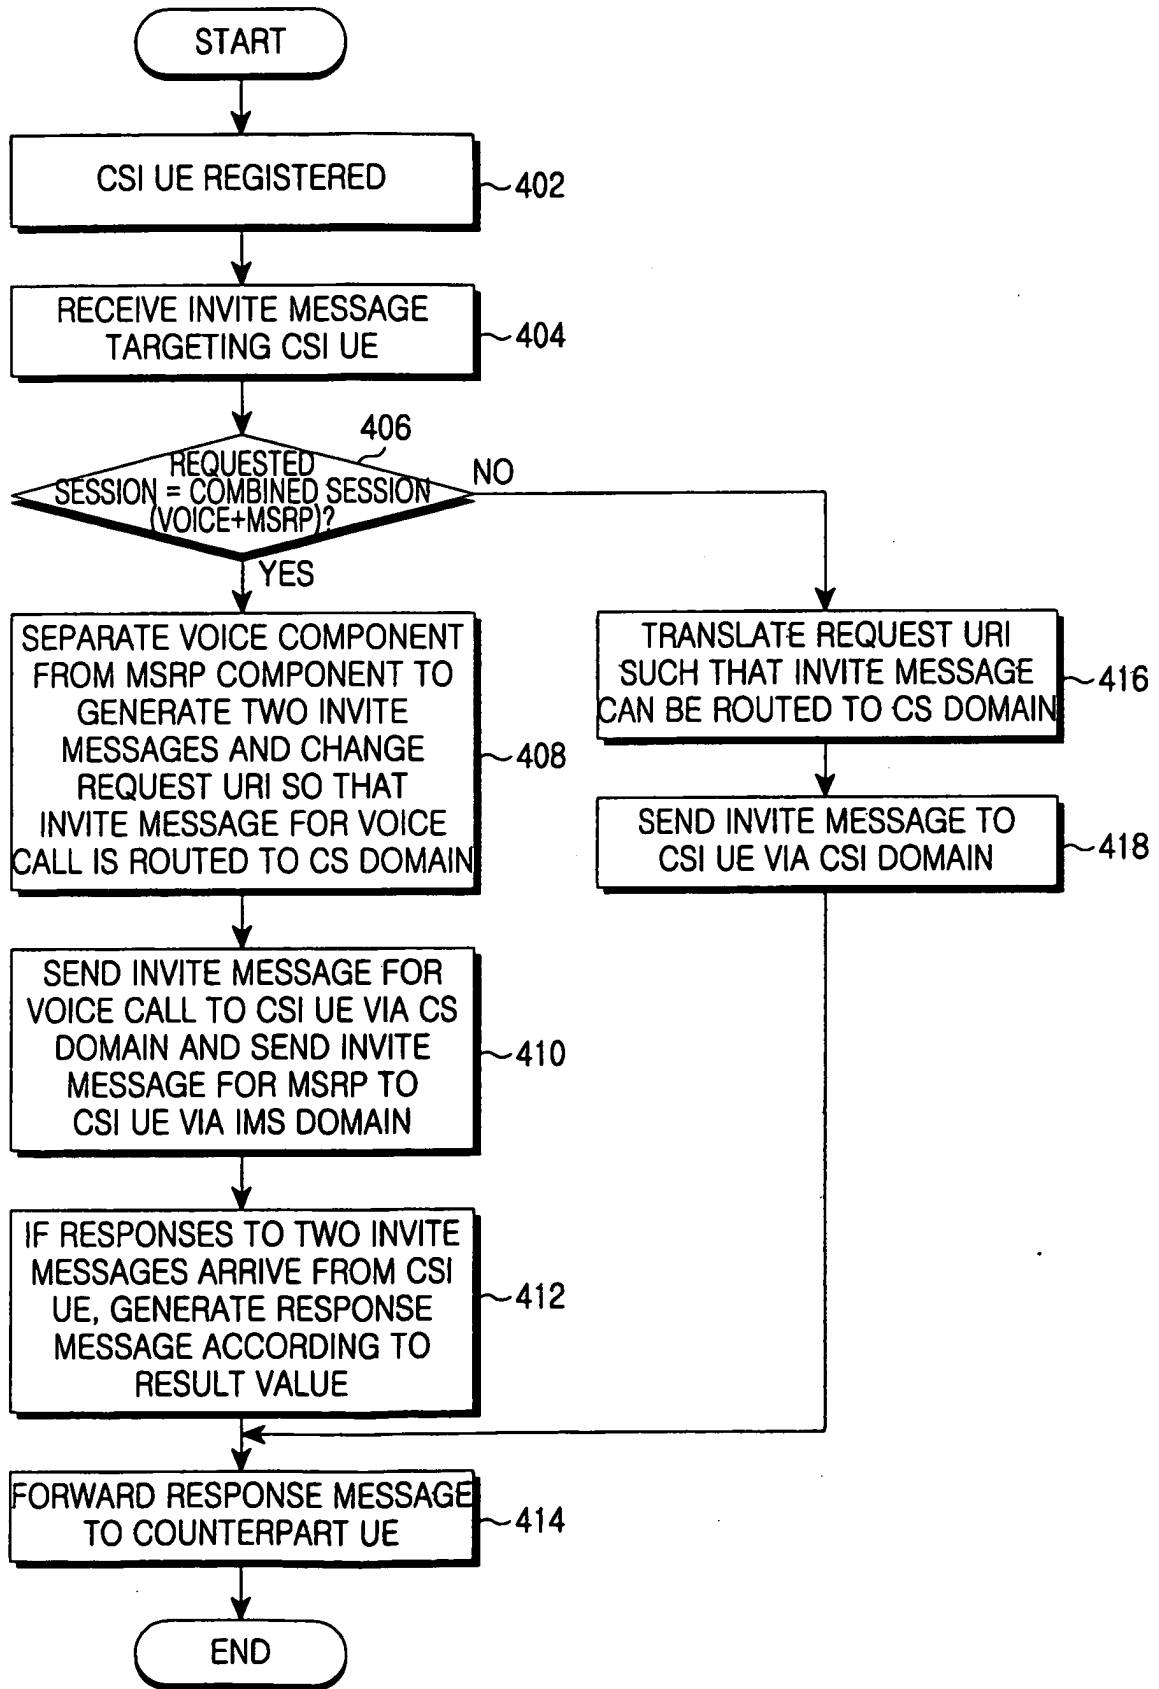 START
CSI UE REGISTERED
402
RECEIVE INVITE MESSAGE
TARGETING CSI UE
404
406
REQUESTED
SESSION = COMBINED SESSION
(VOICE+MSRP)?
NO
YES
SEPARATE VOICE COMPONENT
FROM MSRP COMPONENT TO
GENERATE TWO INVITE
MESSAGES AND CHANGE
REQUEST URI SO THAT
INVITE MESSAGE FOR VOICE
CALL IS ROUTED TO CS DOMAIN
408
TRANSLATE REQUEST URI
SUCH THAT INVITE MESSAGE
CAN BE ROUTED TO CS DOMAIN
416
SEND INVITE MESSAGE TO
CSI UE VIA CSI DOMAIN
418
SEND INVITE MESSAGE FOR
VOICE CALL TO CSI UE VIA CS
DOMAIN AND SEND INVITE
MESSAGE FOR MSRP TO
CSI UE VIA IMS DOMAIN
410
IF RESPONSES TO TWO INVITE
MESSAGES ARRIVE FROM CSI
UE, GENERATE RESPONSE
MESSAGE ACCORDING TO
RESULT VALUE
412
FORWARD RESPONSE MESSAGE
TO COUNTERPART UE
414
END